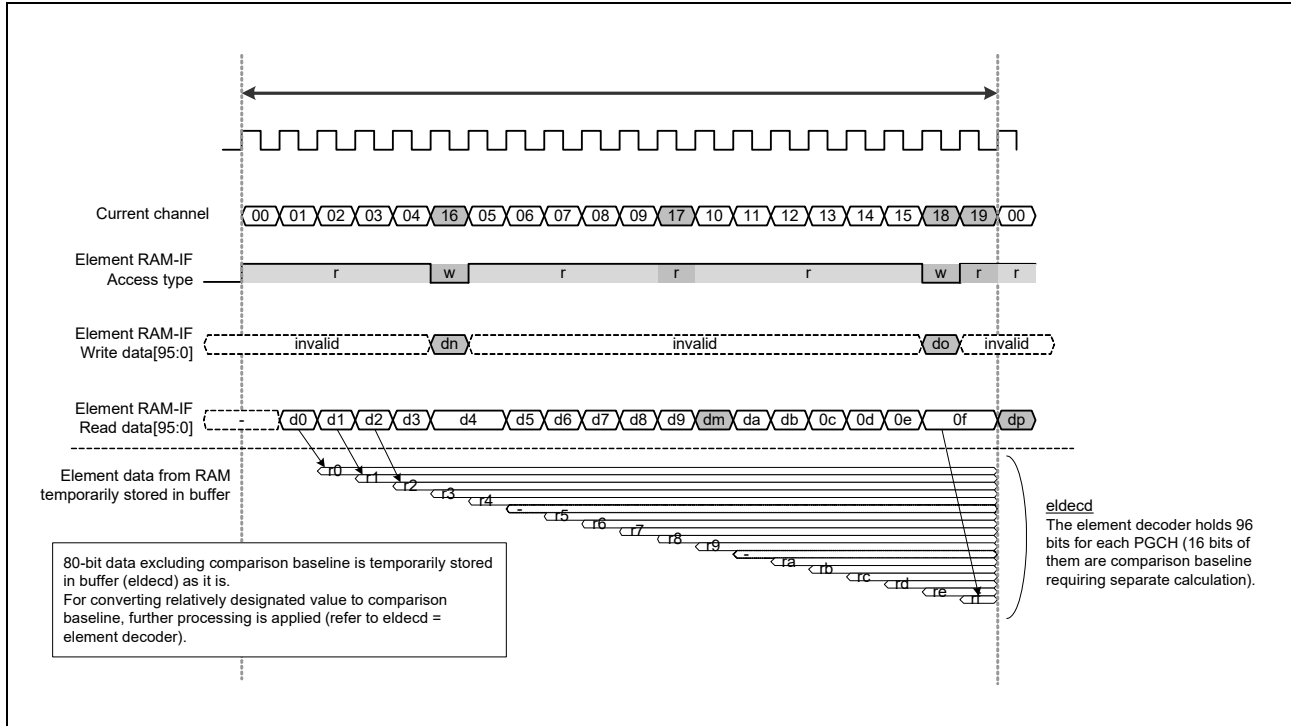 Current channel
00 01 02 03 04 16 05 06 07 08 09 17 10 11 12 13 14 15 18 19 00
Element RAM-IF
Access type
r w r r r w r r
Element RAM-IF
Write data[95:0]
invalid dn invalid do invalid
Element RAM-IF
Read data[95:0]
- d0 d1 d2 d3 d4 d5 d6 d7 d8 d9 dm da db 0c 0d 0e 0f dp
Element data from RAM
temporarily stored in buffer
r0
r1
r2
r3
r4
-
r5
r6
r7
r8
r9
-
ra
rb
rc
rd
re
eldecd
The element decoder holds 96
bits for each PGCH (16 bits of
them are comparison baseline
requiring separate calculation).
80-bit data excluding comparison baseline is temporarily stored
in buffer (eldecd) as it is.
For converting relatively designated value to comparison
baseline, further processing is applied (refer to eldecd =
element decoder).